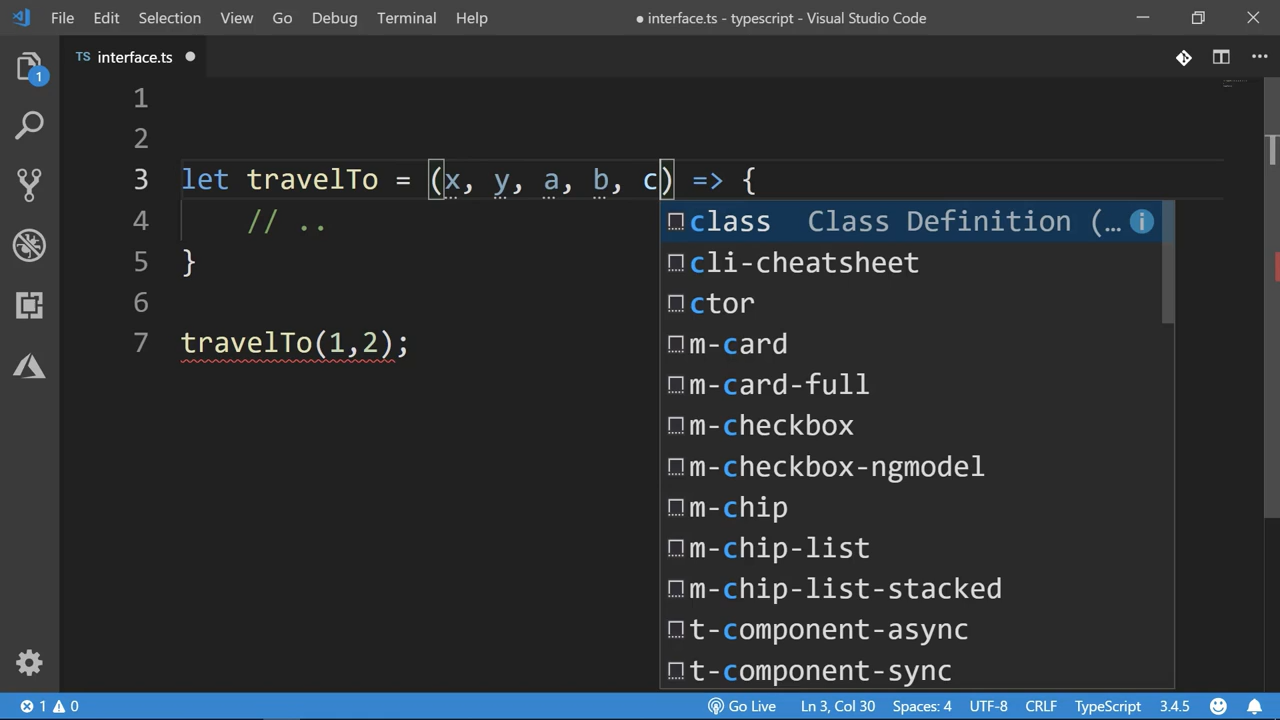 File Edit Selection View Go Debug Terminal Help ● interface.ts - typescript - Visual Studio Code
TS interface.ts ●
1
1
2
3 let travelTo = (x, y, a, b, c) => {
4 // ..
5 }
6
7 travelTo(1,2);
class Class Definition (…
cli-cheatsheet
ctor
m-card
m-card-full
m-checkbox
m-checkbox-ngmodel
m-chip
m-chip-list
m-chip-list-stacked
t-component-async
t-component-sync
1 0 Go Live Ln 3, Col 30 Spaces: 4 UTF-8 CRLF TypeScript 3.4.5